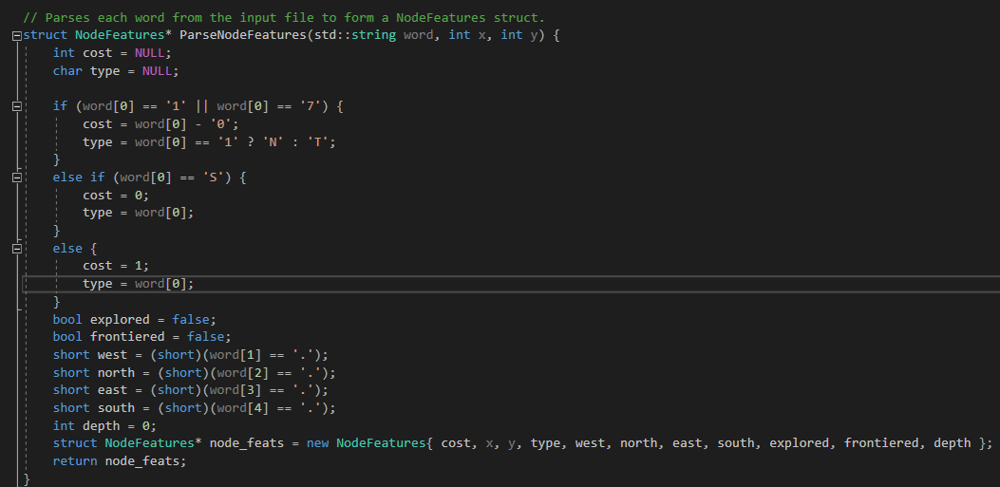 // Parses each word from the input file to form a NodeFeatures struct.
struct NodeFeatures* ParseNodeFeatures(std::string word, int x, int y) {
    int cost = NULL;
    char type = NULL;

    if (word[0] == '1' || word[0] == '7') {
        cost = word[0] - '0';
        type = word[0] == '1' ? 'N' : 'T';
    }
    else if (word[0] == 'S') {
        cost = 0;
        type = word[0];
    }
    else {
        cost = 1;
        type = word[0];
    }
    bool explored = false;
    bool frontiered = false;
    short west = (short)(word[1] == '.');
    short north = (short)(word[2] == '.');
    short east = (short)(word[3] == '.');
    short south = (short)(word[4] == '.');
    int depth = 0;
    struct NodeFeatures* node_feats = new NodeFeatures{ cost, x, y, type, west, north, east, south, explored, frontiered, depth };
    return node_feats;
}